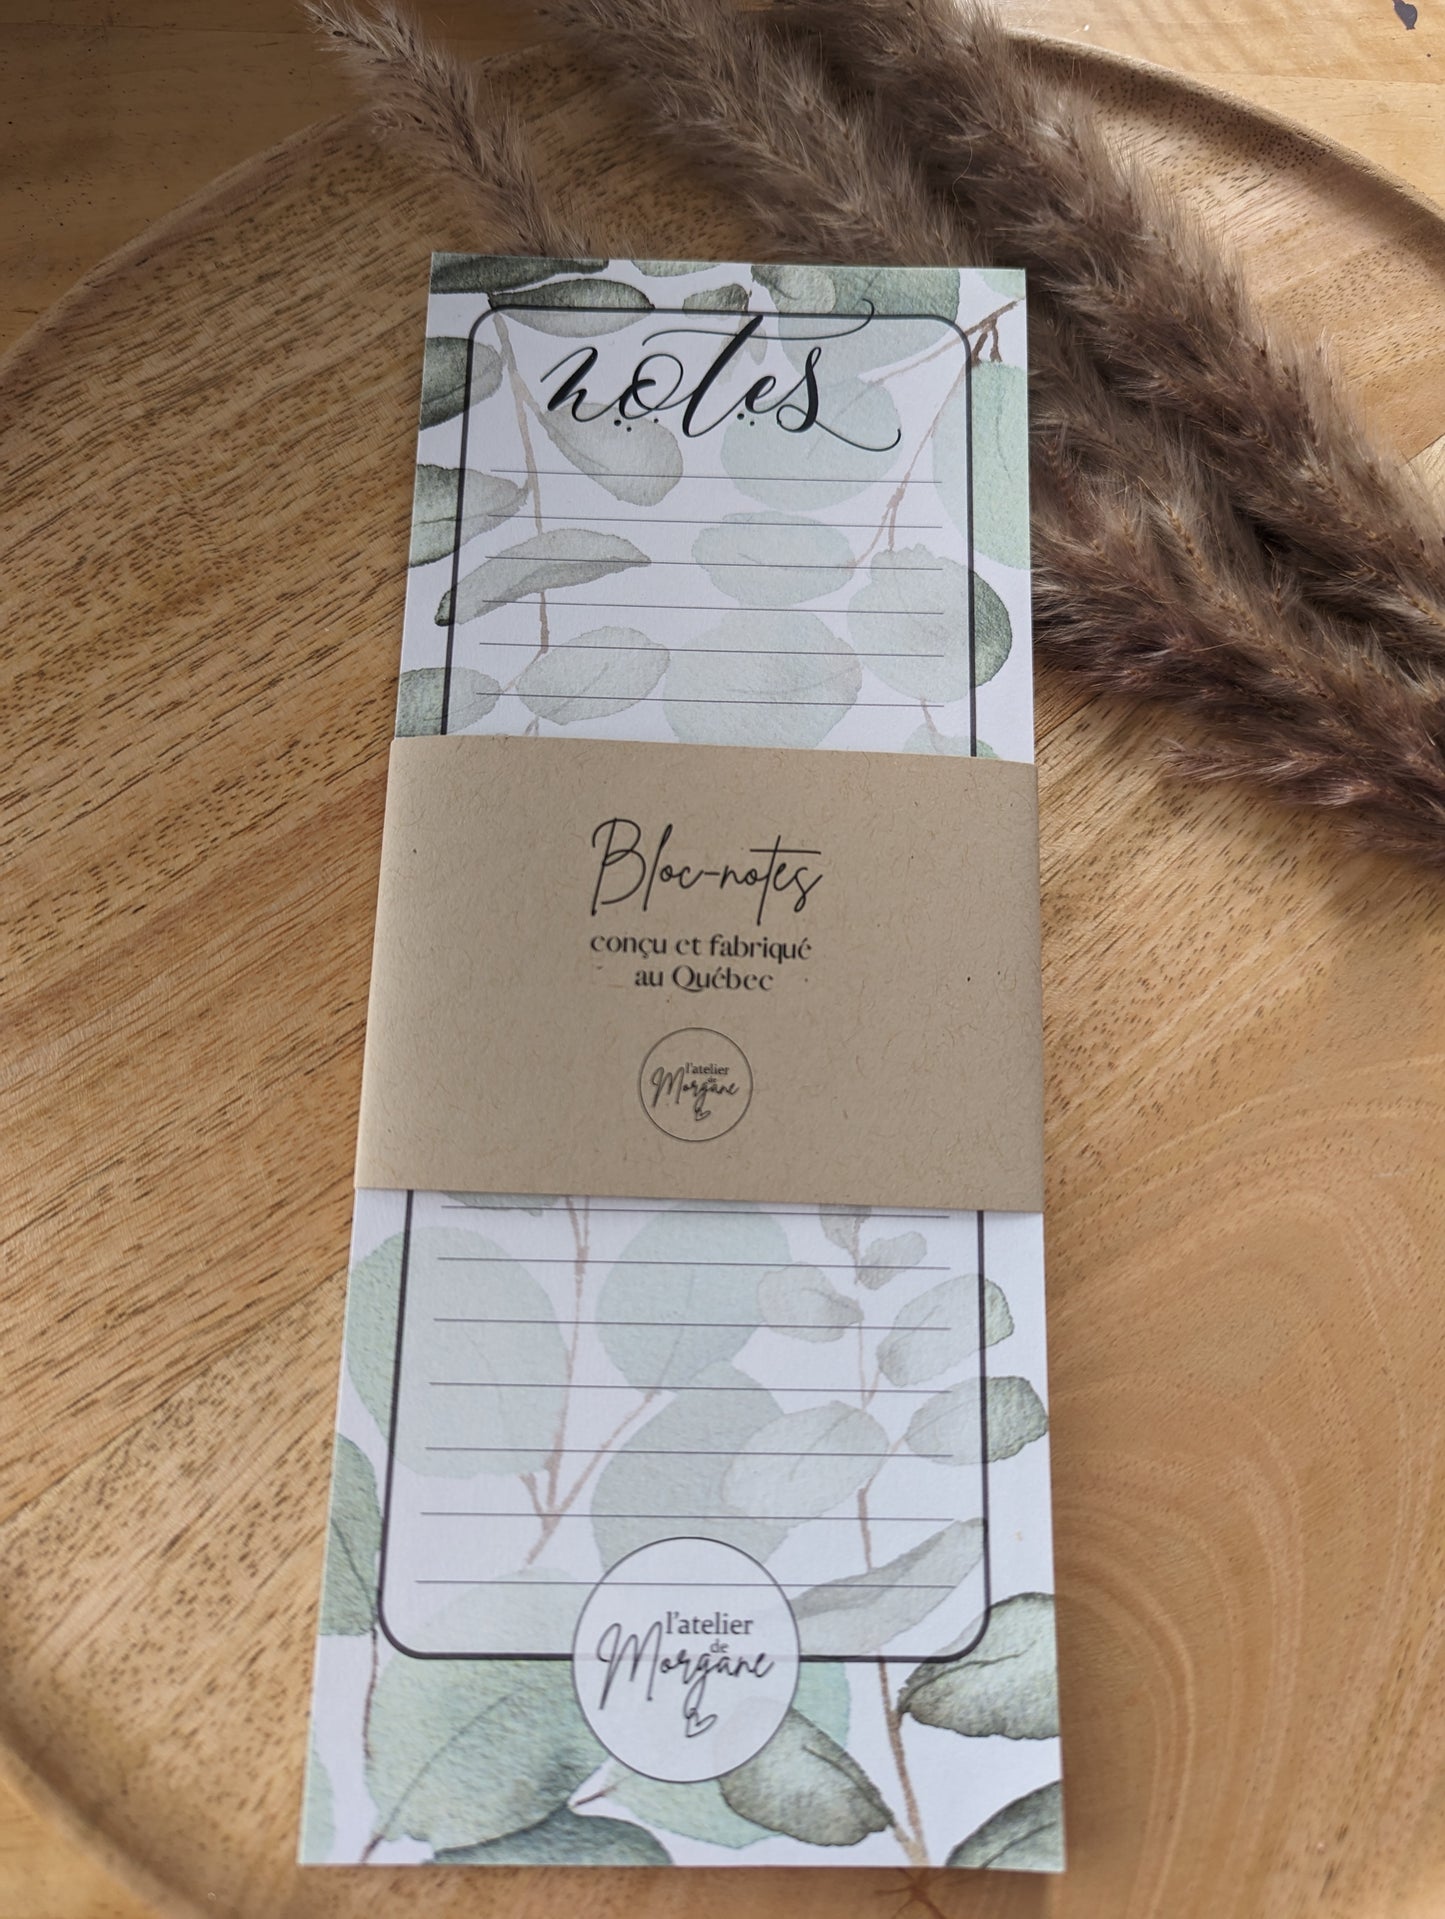 notes
Bloc-notes
conçu et fabriqué
au Québec
l'atelier
de
Morgane
l'atelier
de
Morgane